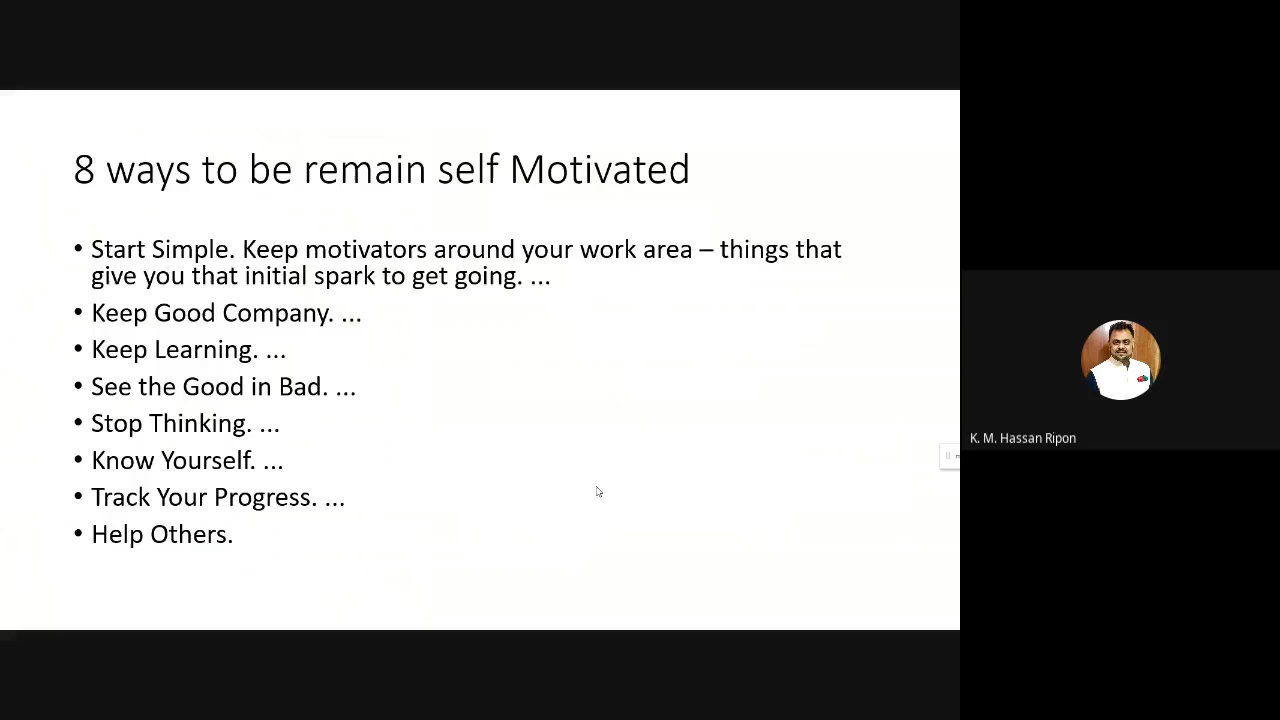 8 ways to be remain self Motivated
• Start Simple. Keep motivators around your work area – things that
give you that initial spark to get going. ...
• Keep Good Company. ...
• Keep Learning. ...
• See the Good in Bad. ...
• Stop Thinking. ...
• Know Yourself. ...
• Track Your Progress. ...
• Help Others.
K. M. Hassan Ripon